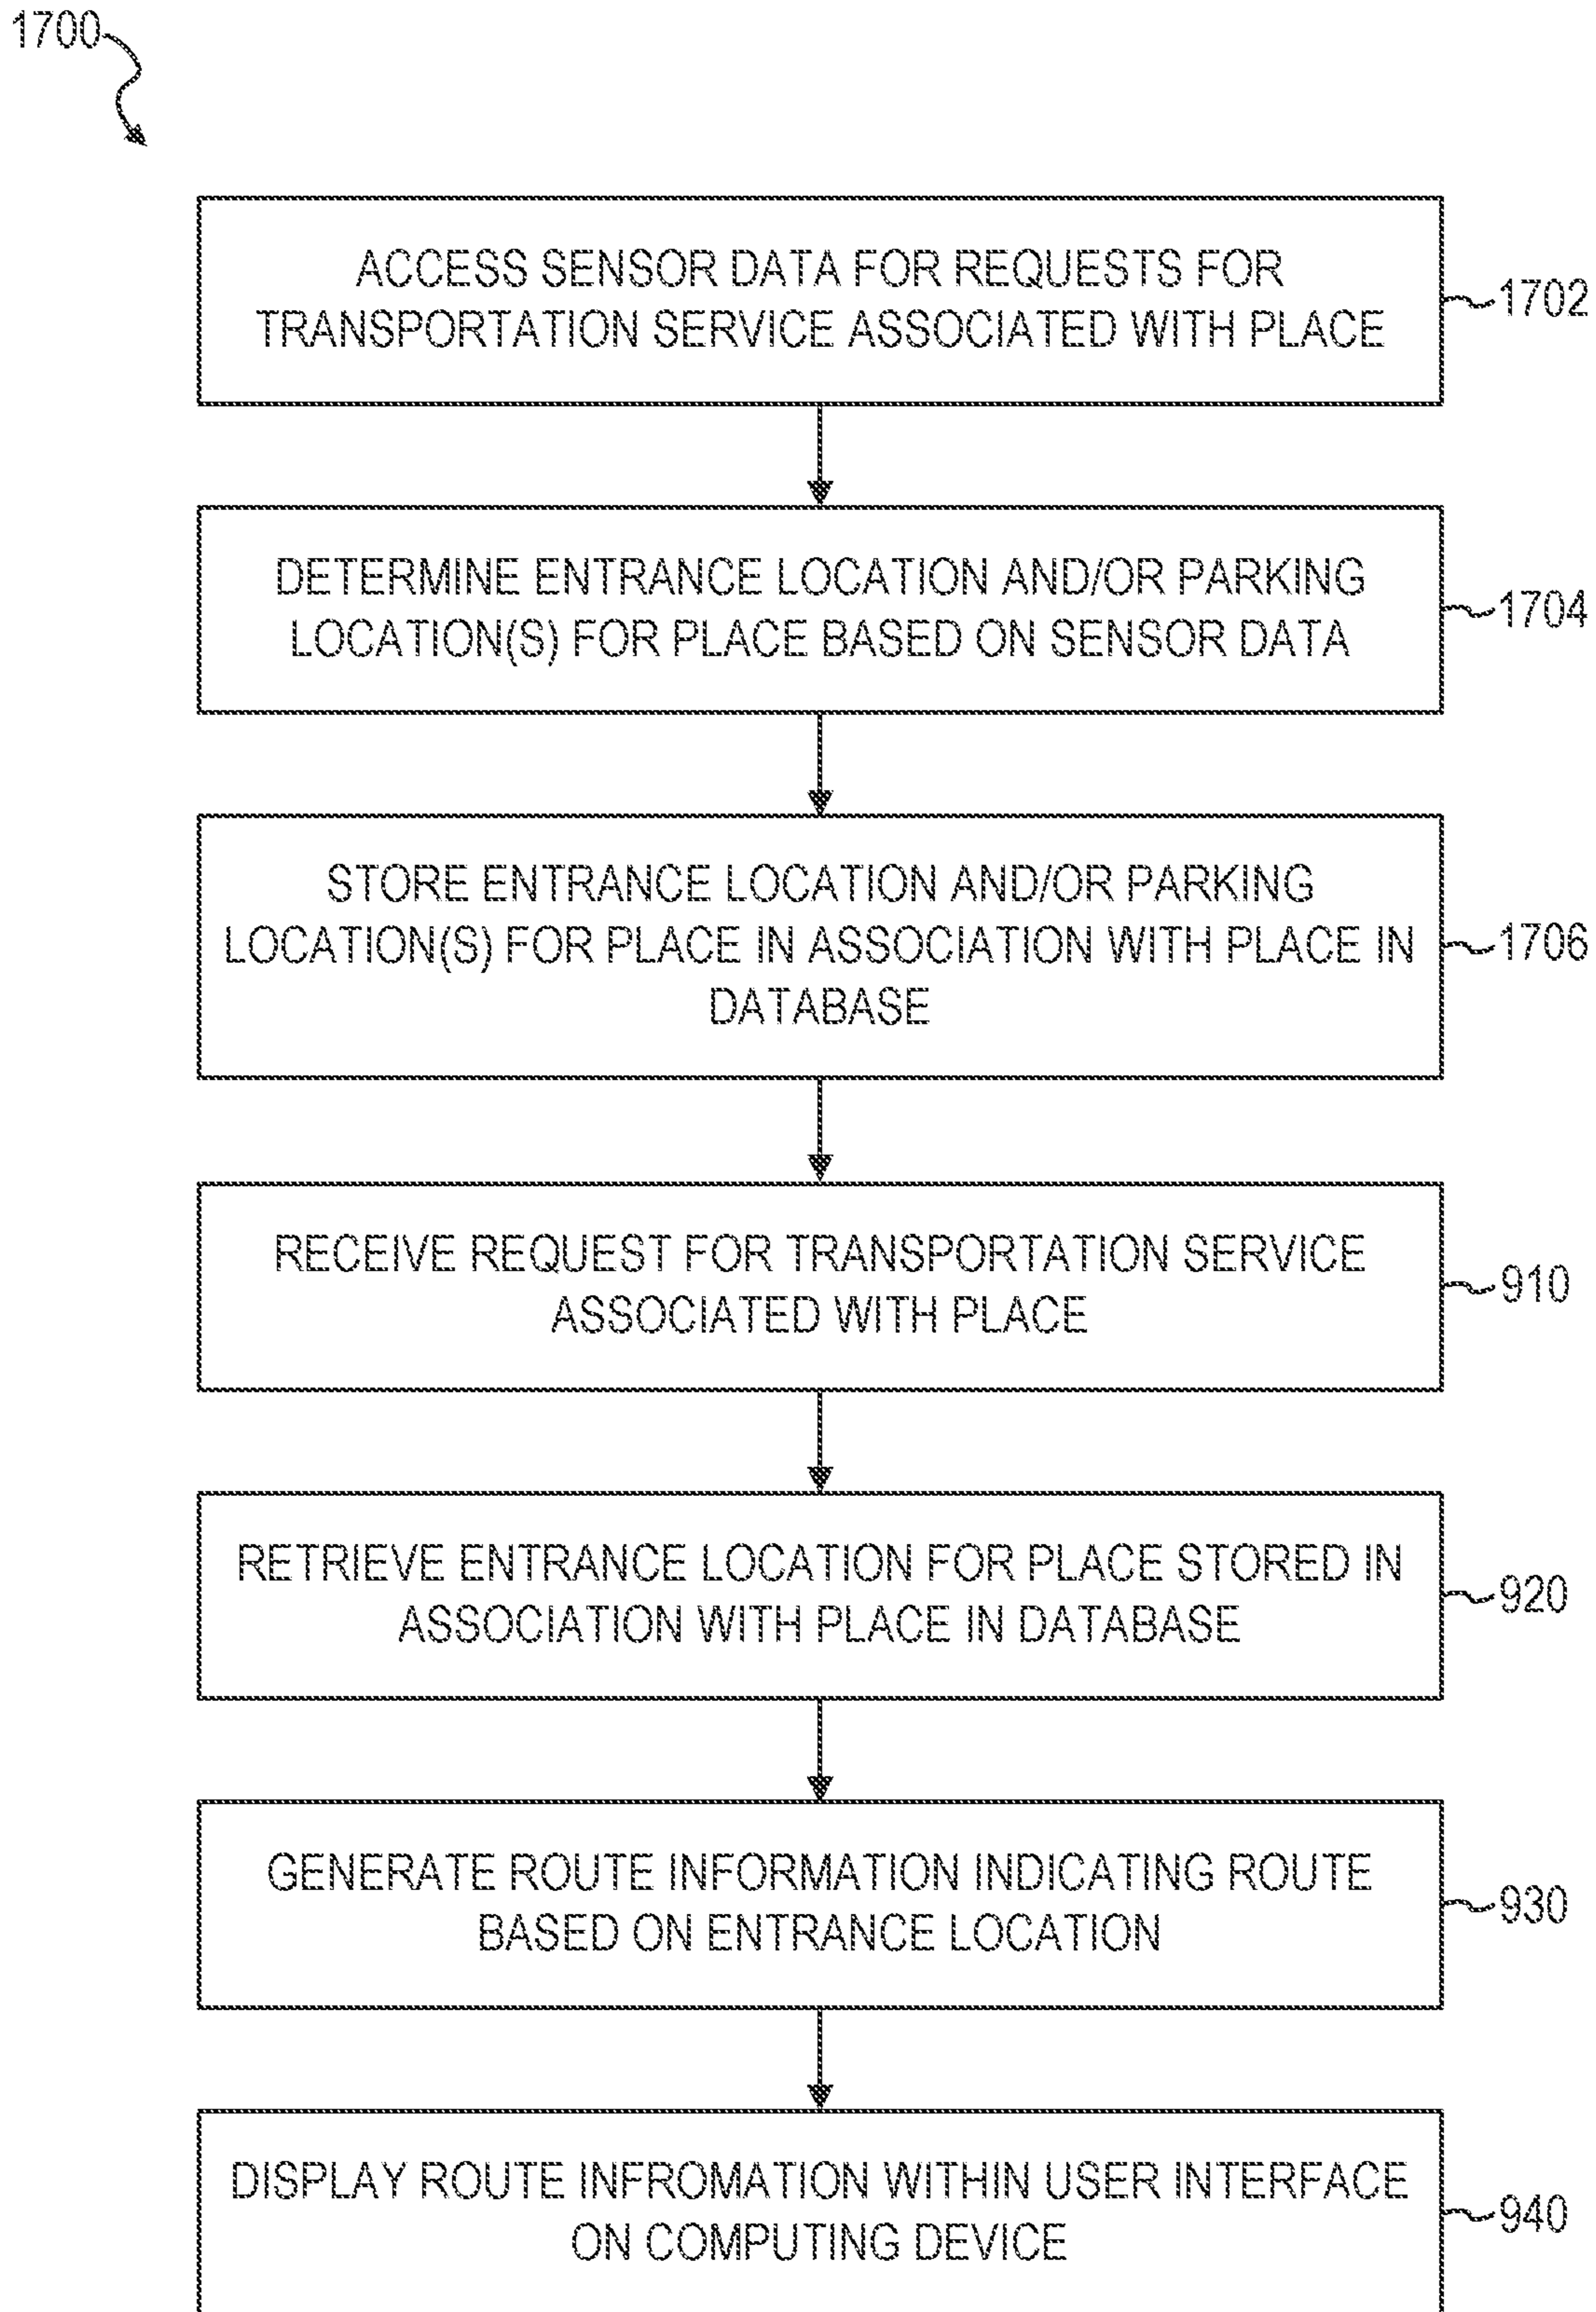 1700
ACCESS SENSOR DATA FOR REQUESTS FOR
TRANSPORTATION SERVICE ASSOCIATED WITH PLACE
1702
DETERMINE ENTRANCE LOCATION AND/OR PARKING
LOCATION(S) FOR PLACE BASED ON SENSOR DATA
1704
STORE ENTRANCE LOCATION AND/OR PARKING
LOCATION(S) FOR PLACE IN ASSOCIATION WITH PLACE IN
DATABASE
1706
RECEIVE REQUEST FOR TRANSPORTATION SERVICE
ASSOCIATED WITH PLACE
910
RETRIEVE ENTRANCE LOCATION FOR PLACE STORED IN
ASSOCIATION WITH PLACE IN DATABASE
920
GENERATE ROUTE INFORMATION INDICATING ROUTE
BASED ON ENTRANCE LOCATION
930
DISPLAY ROUTE INFROMATION WITHIN USER INTERFACE
ON COMPUTING DEVICE
940